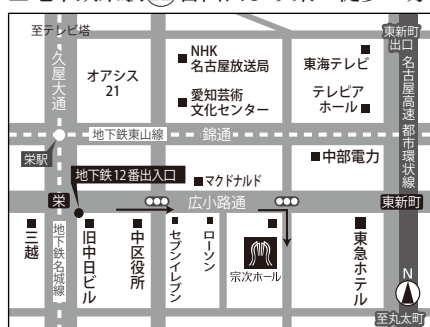 至テレビ塔
久屋大通
オアシス
21
NHK
名古屋放送局
愛知芸術
文化センター
東海テレビ
テレピア
ホール
東新町
出口
名古屋高速 都市環状線
地下鉄東山線
錦通
栄駅
中部電力
地下鉄12番出入口
マクドナルド
栄
広小路通
東新町
三越
地下鉄名城線
旧中日ビル
中区役所
セブンイレブン
ローソン
宗次ホール
東急ホテル
N
至丸太町